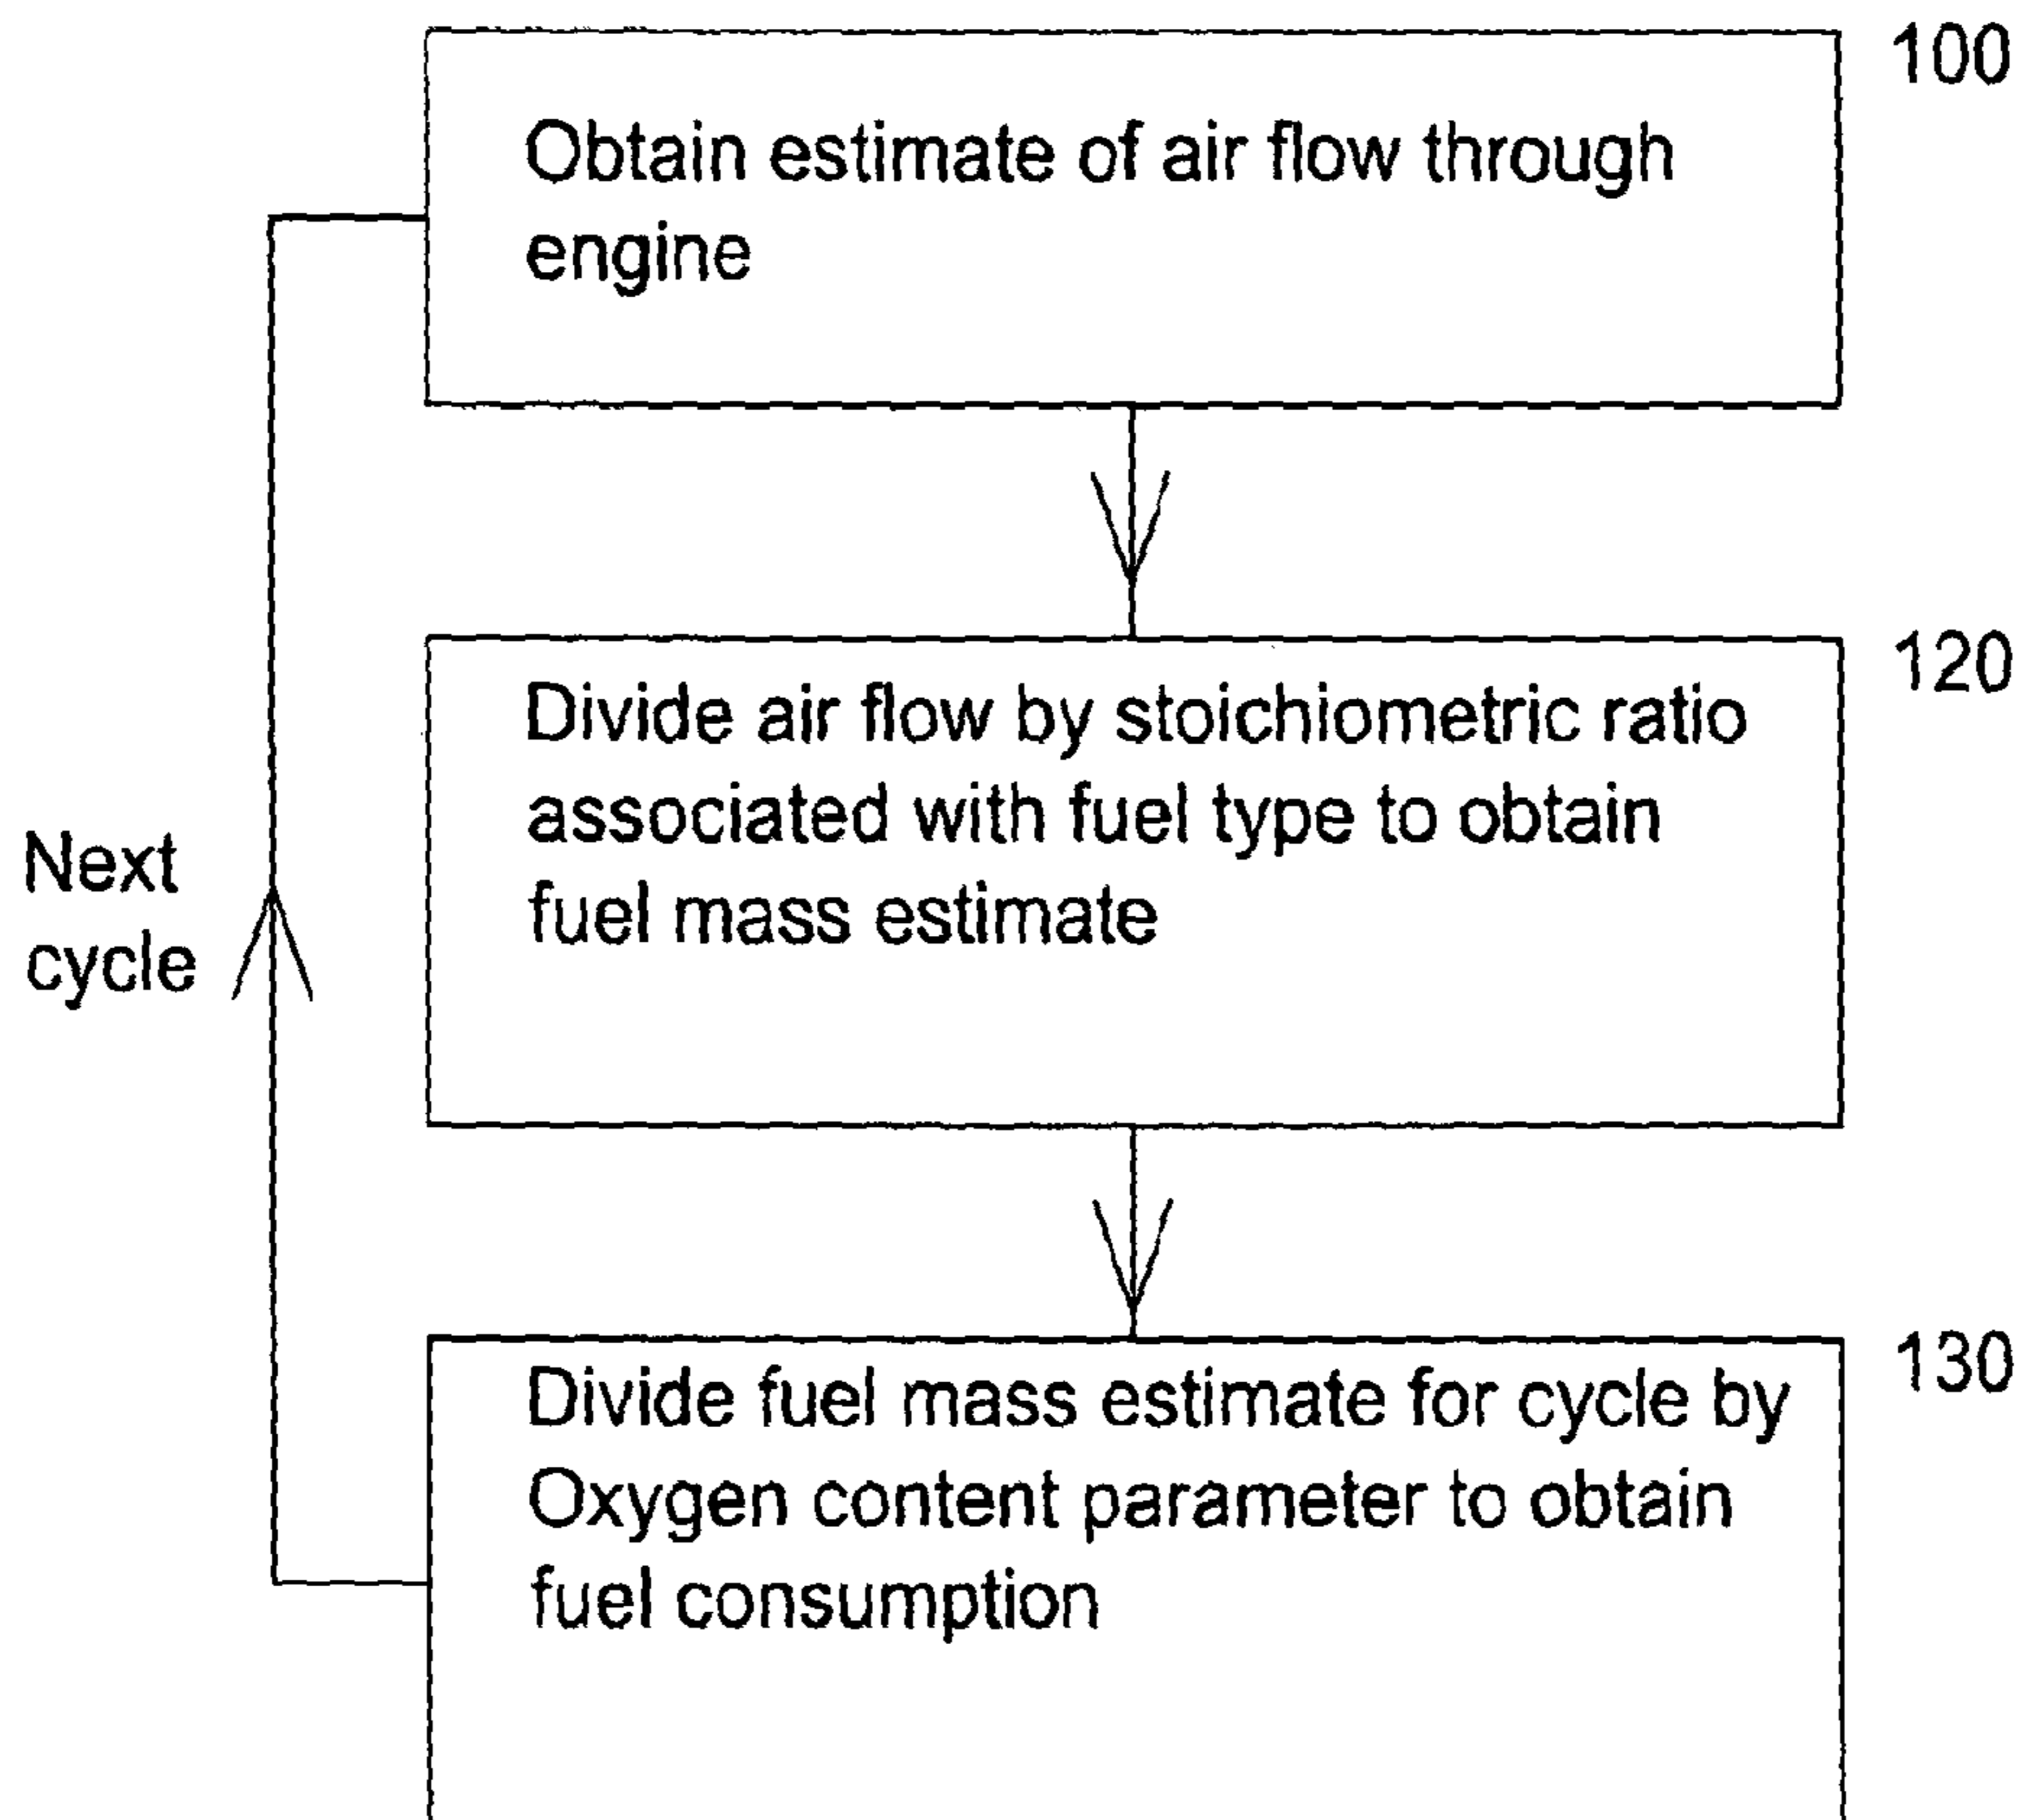 100
Obtain estimate of air flow through
engine
120
Divide air flow by stoichiometric ratio
associated with fuel type to obtain
fuel mass estimate
Next
cycle
130
Divide fuel mass estimate for cycle by
Oxygen content parameter to obtain
fuel consumption